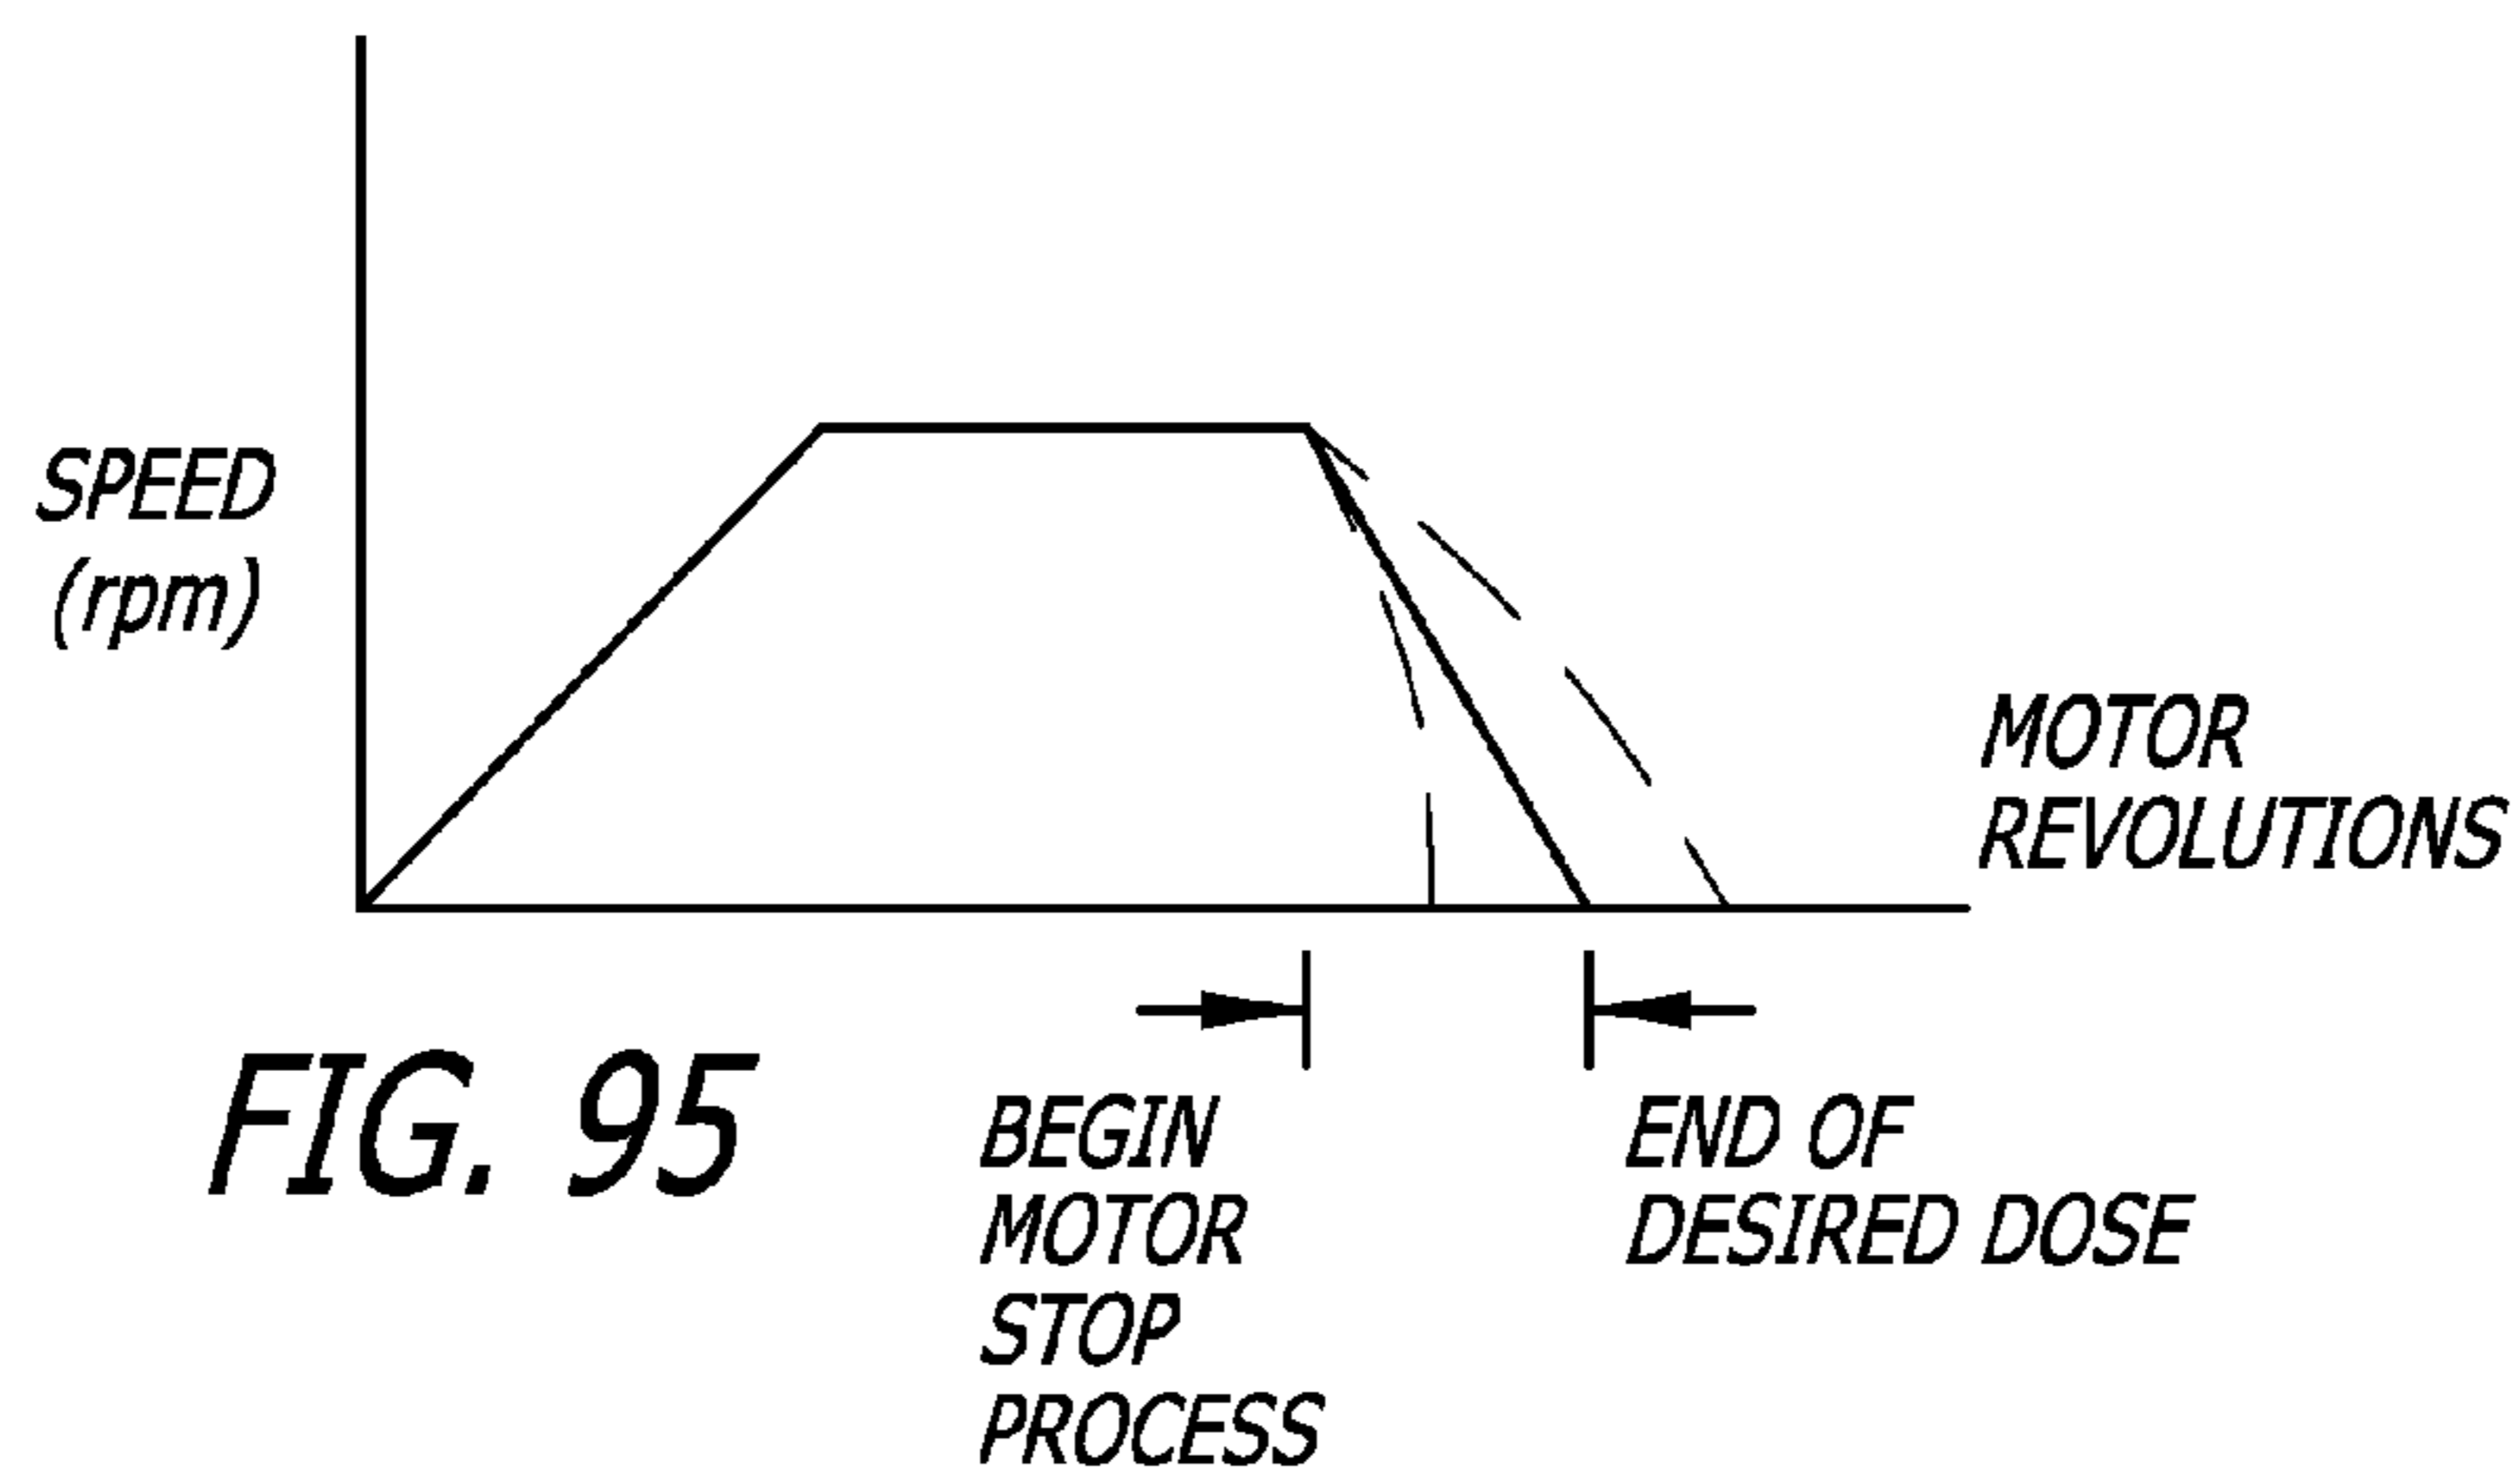 SPEED
(rpm)
MOTOR
REVOLUTIONS
FIG. 95
BEGIN
MOTOR
STOP
PROCESS
END OF
DESIRED DOSE